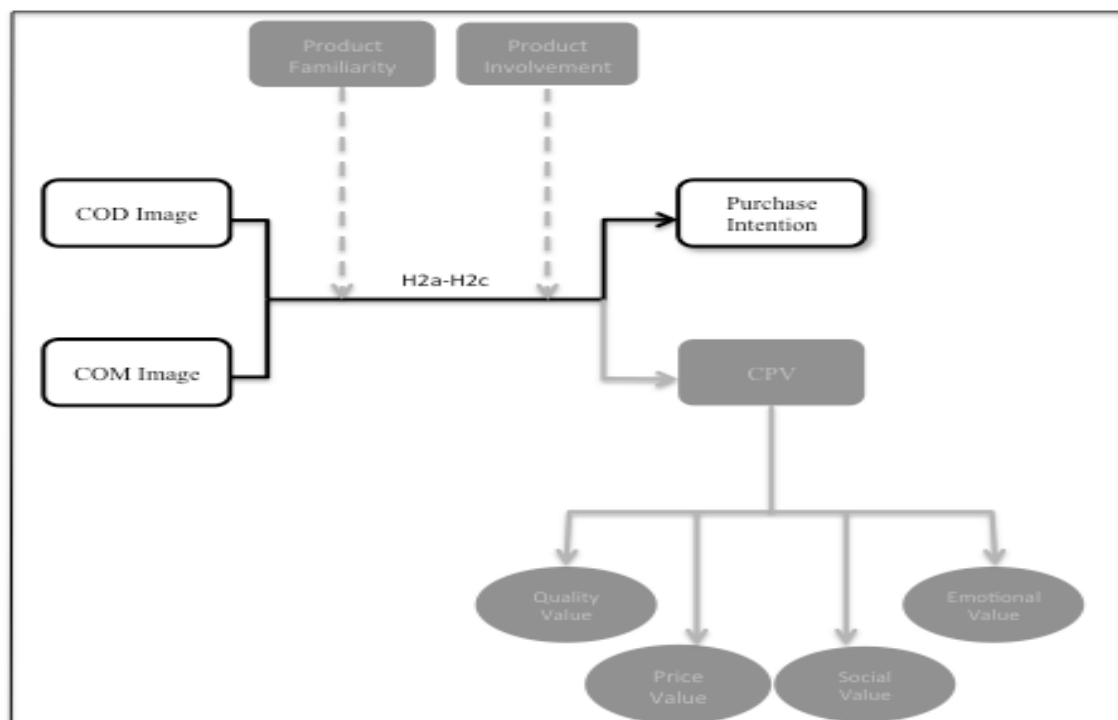 Product
Familiarity
Product
Involvement
COD Image
Purchase
Intention
H2a-H2c
COM Image
CPV
Quality
Value
Emotional
Value
Price
Value
Social
Value